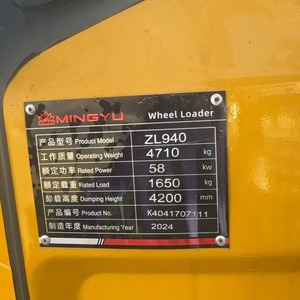 MINGYU Wheel Loader
产品型号 Product Model ZL940
工作质量 Operating Weight 4710 kg
额定功率 Rated Power 58 kw
额定载重 Rated Load 1650 kg
卸载高度 Dumping Height 4200 mm
产品编号 Product No. K4041707111
制造年度 Manufacturing Year 2024